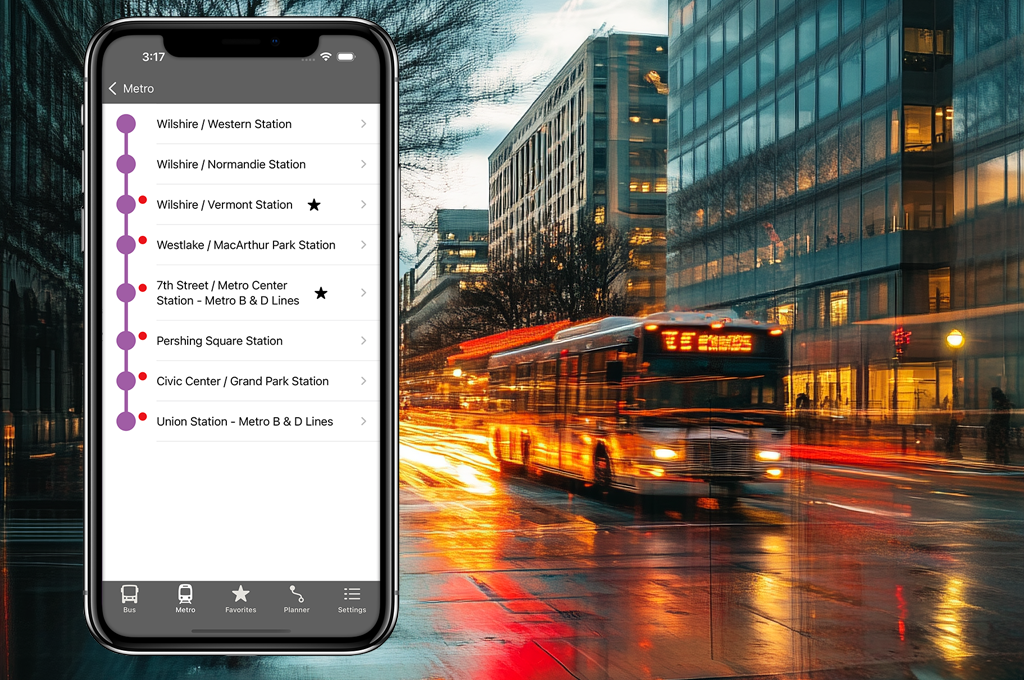 3:17
Metro
Wilshire / Western Station
Wilshire / Normandie Station
Wilshire / Vermont Station
Westlake / MacArthur Park Station
7th Street / Metro Center
Station - Metro B & D Lines
Pershing Square Station
Civic Center / Grand Park Station
Union Station - Metro B & D Lines
Bus
Metro
Favorites
Planner
Settings